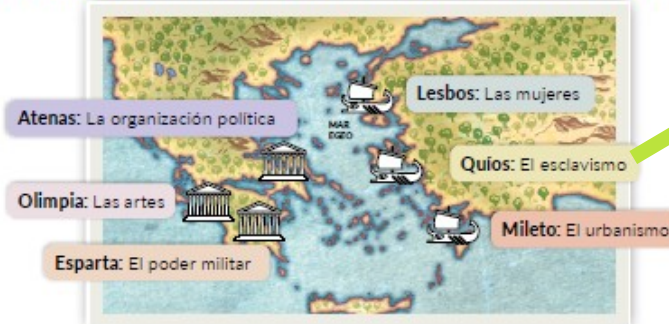 Lesbos: Las mujeres
Atenas: La organización política
MAR
EGEO
Quíos: El esclavismo
Olimpia: Las artes
Mileto: El urbanismo
Esparta: El poder militar